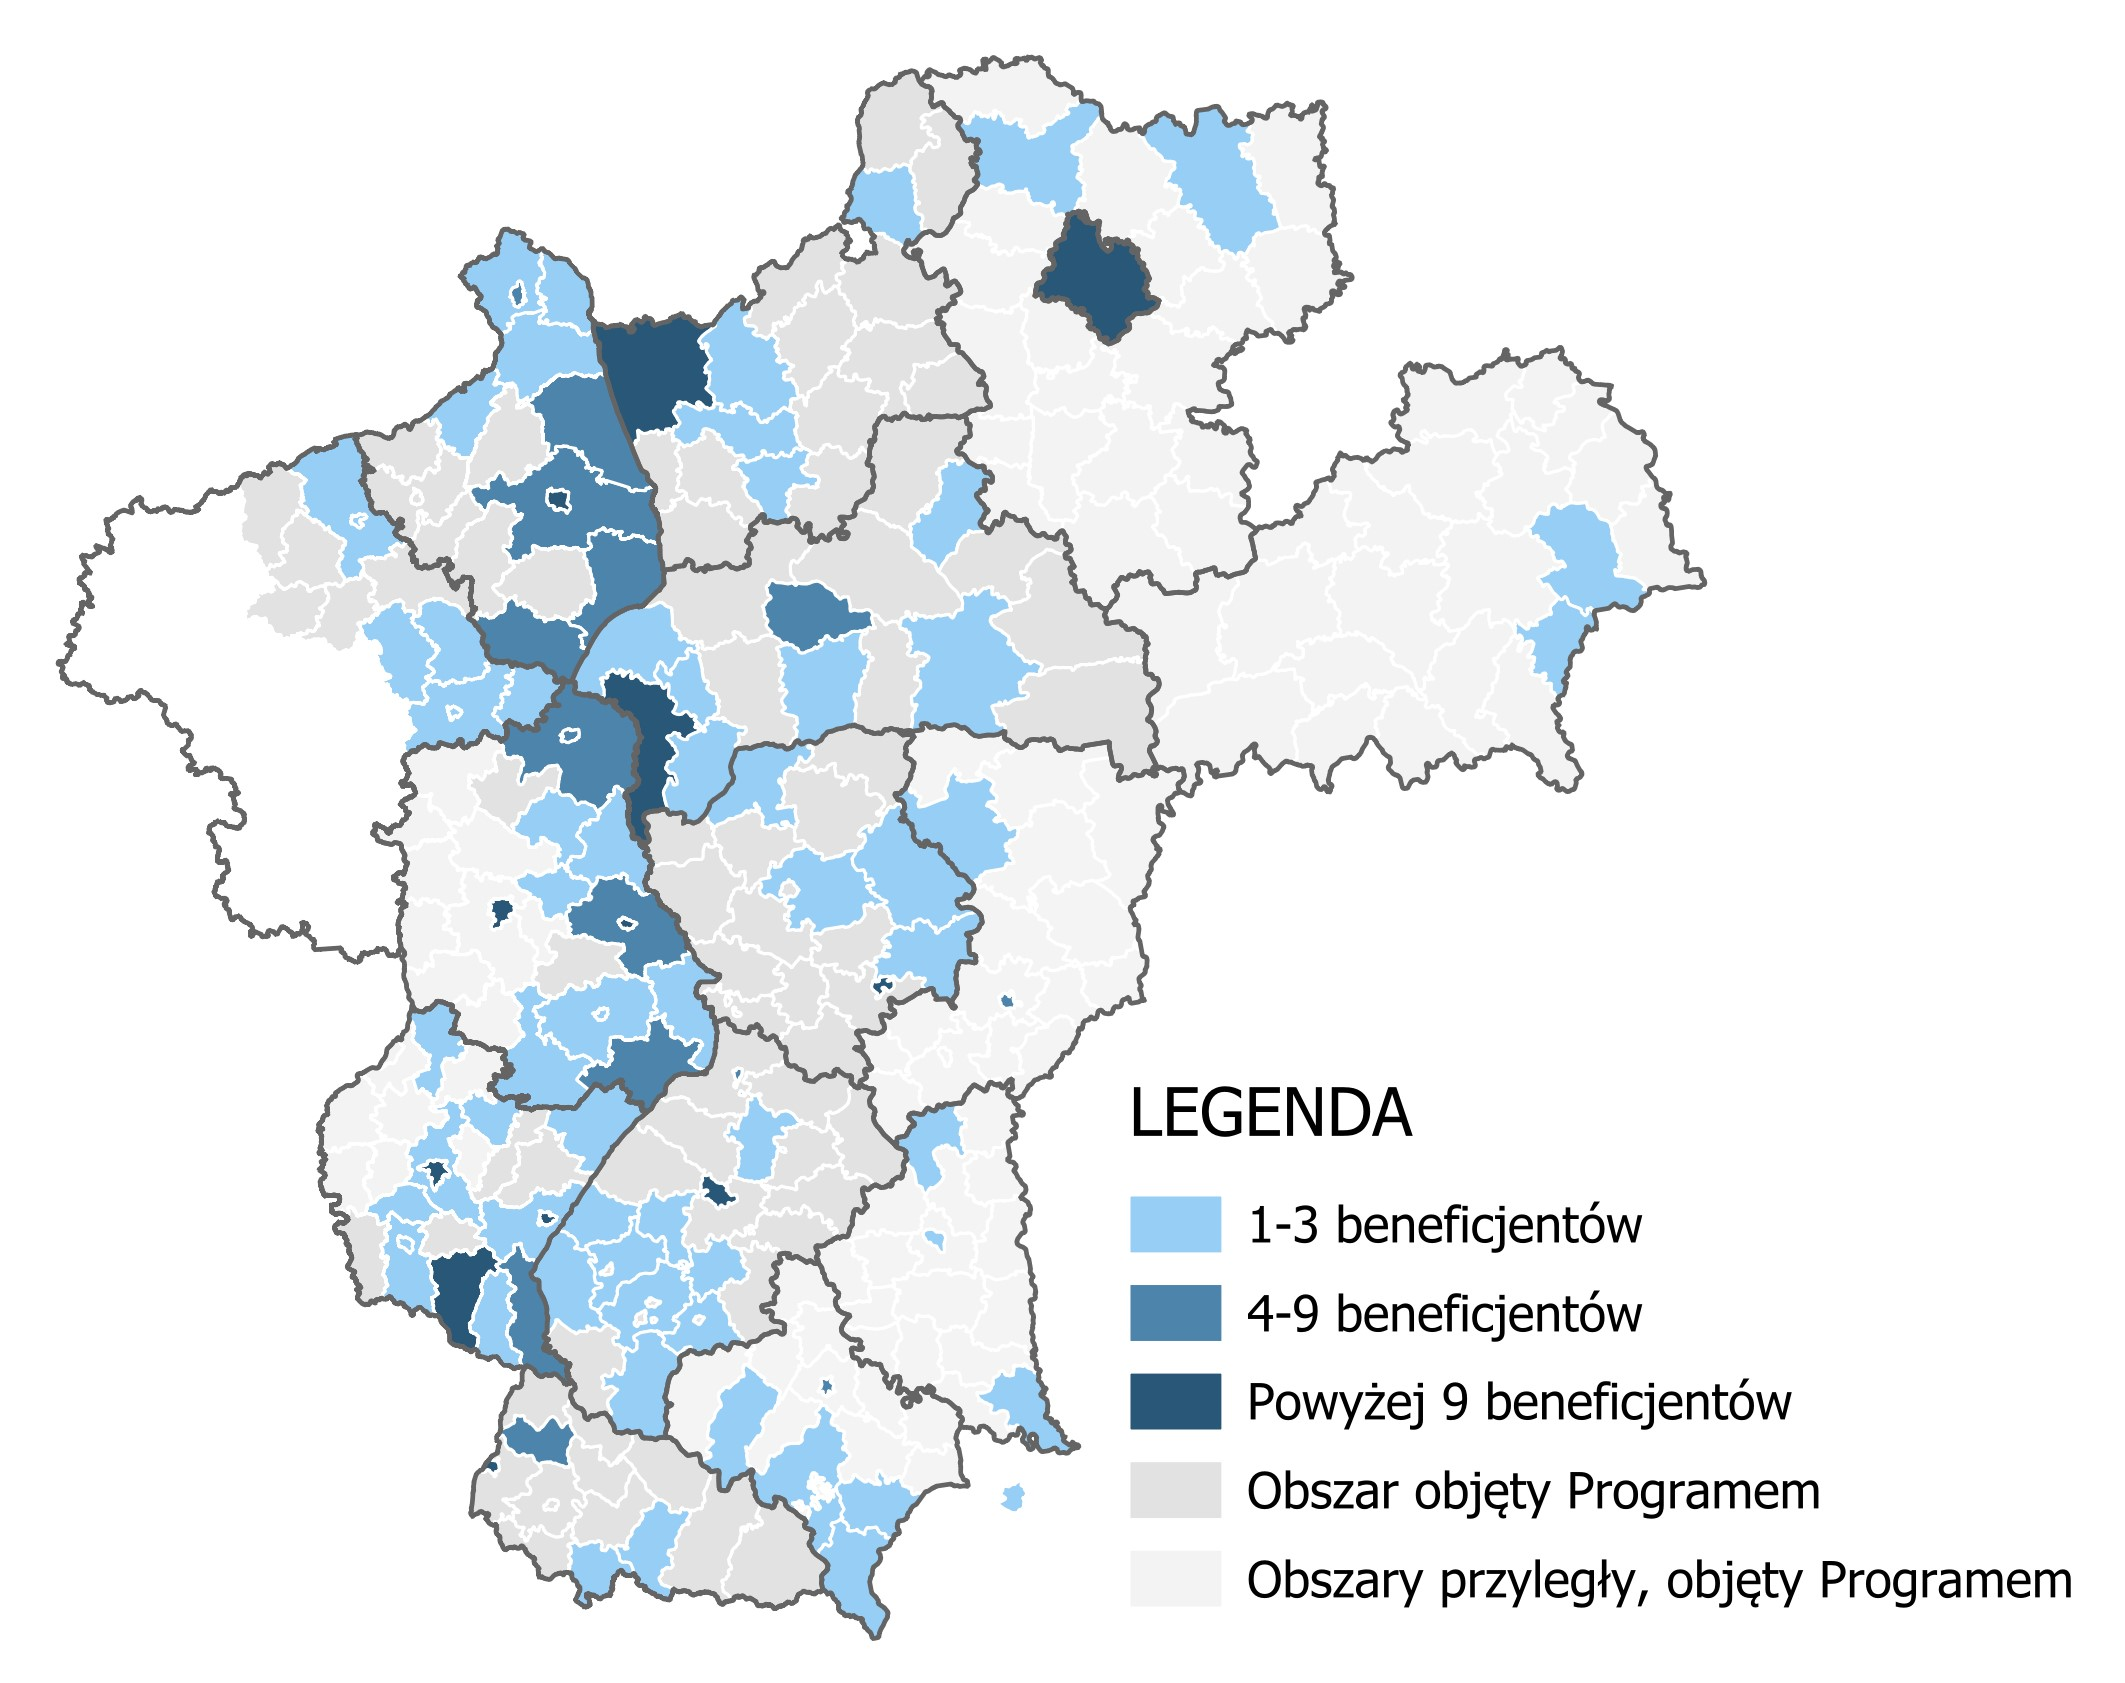 LEGENDA
1-3 beneficjentów
4-9 beneficjentów
Powyżej 9 beneficjentów
Obszar objęty Programem
Obszary przyległy, objęty Programem